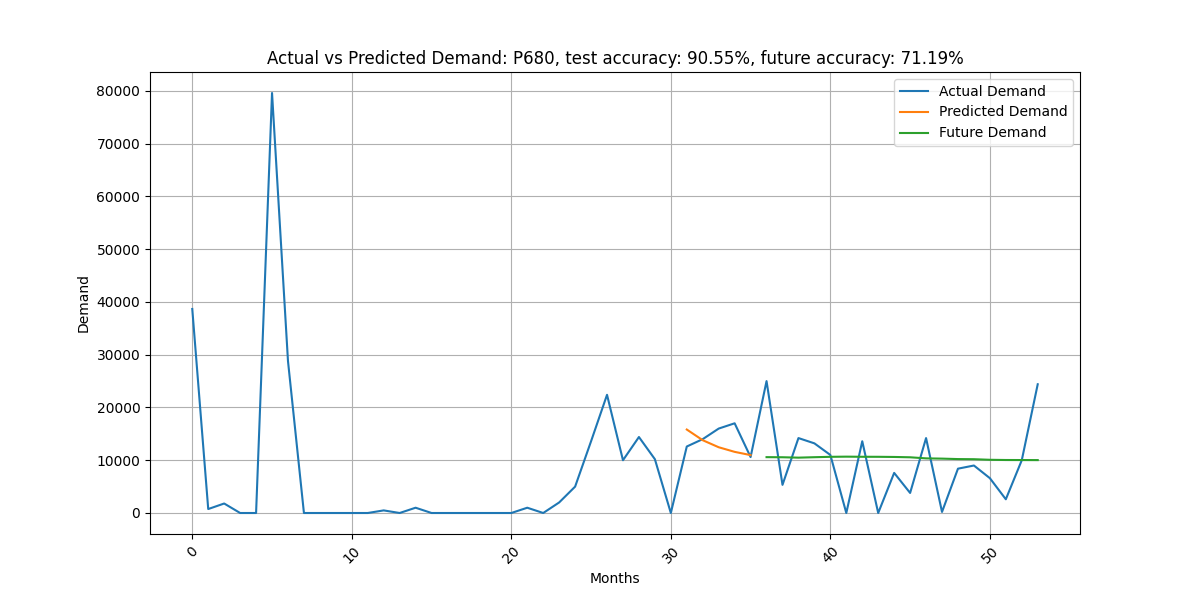 Actual vs Predicted Demand: P680, test accuracy: 90.55%, future accuracy: 71.19%
Actual Demand
Predicted Demand
Future Demand
80000
70000
60000
50000
40000
30000
20000
10000
0
Demand
0
10
20
30
40
50
Months